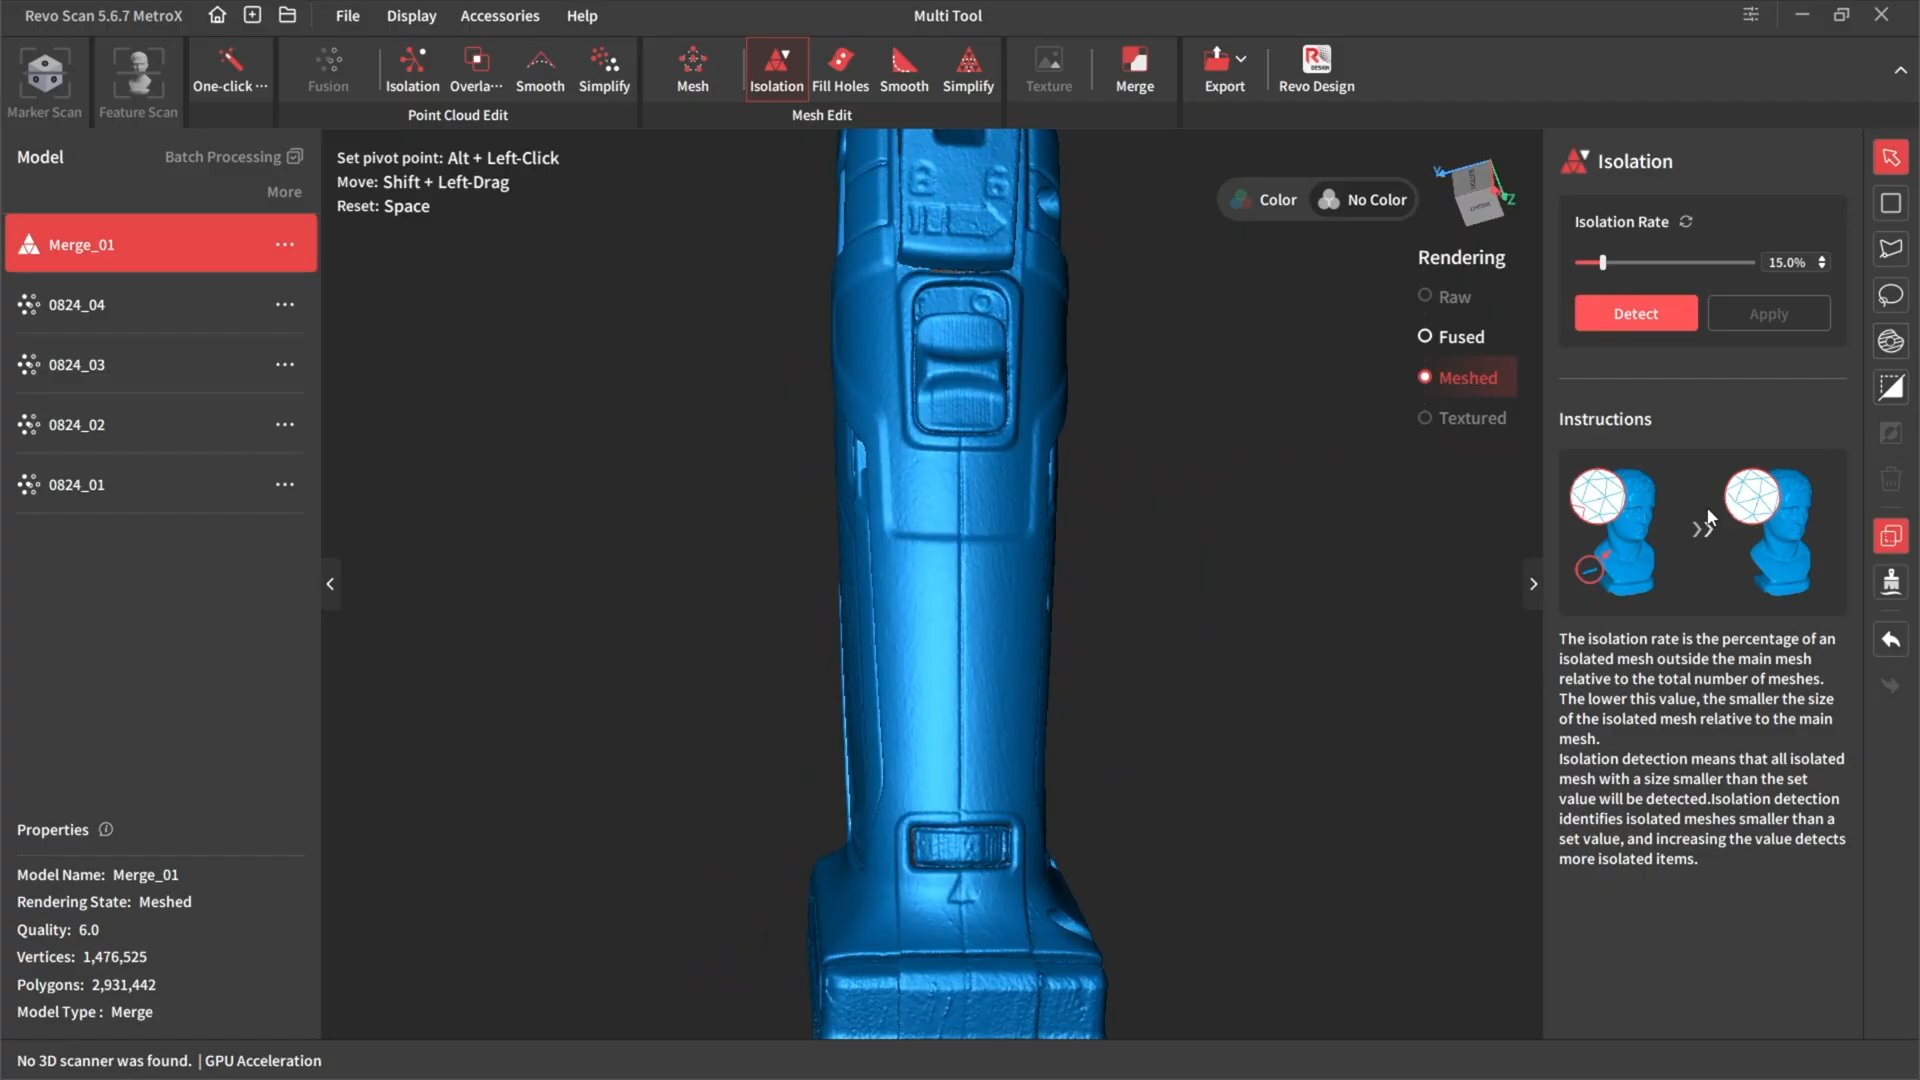 Revo Scan 5.6.7 MetroX
File
Display
Accessories
Help
Multi Tool
Marker Scan
Feature Scan
One-click ···
Fusion
Isolation
Overla···
Smooth
Simplify
Point Cloud Edit
Mesh
Isolation
Fill Holes
Smooth
Simplify
Mesh Edit
Texture
Merge
Export
Revo Design
Model
Batch Processing
More
Merge_01
0824_04
0824_03
0824_02
0824_01
Properties
Model Name: Merge_01
Rendering State: Meshed
Quality: 6.0
Vertices: 1,476,525
Polygons: 2,931,442
Model Type : Merge
Set pivot point: Alt + Left-Click
Move: Shift + Left-Drag
Reset: Space
Color
No Color
Y
Z
RIGHT
Rendering
Raw
Fused
Meshed
Textured
Isolation
Isolation Rate
15.0%
Detect
Apply
Instructions
The isolation rate is the percentage of an
isolated mesh outside the main mesh
relative to the total number of meshes.
The lower this value, the smaller the size
of the isolated mesh relative to the main
mesh.
Isolation detection means that all isolated
mesh with a size smaller than the set
value will be detected.Isolation detection
identifies isolated meshes smaller than a
set value, and increasing the value detects
more isolated items.
No 3D scanner was found. | GPU Acceleration